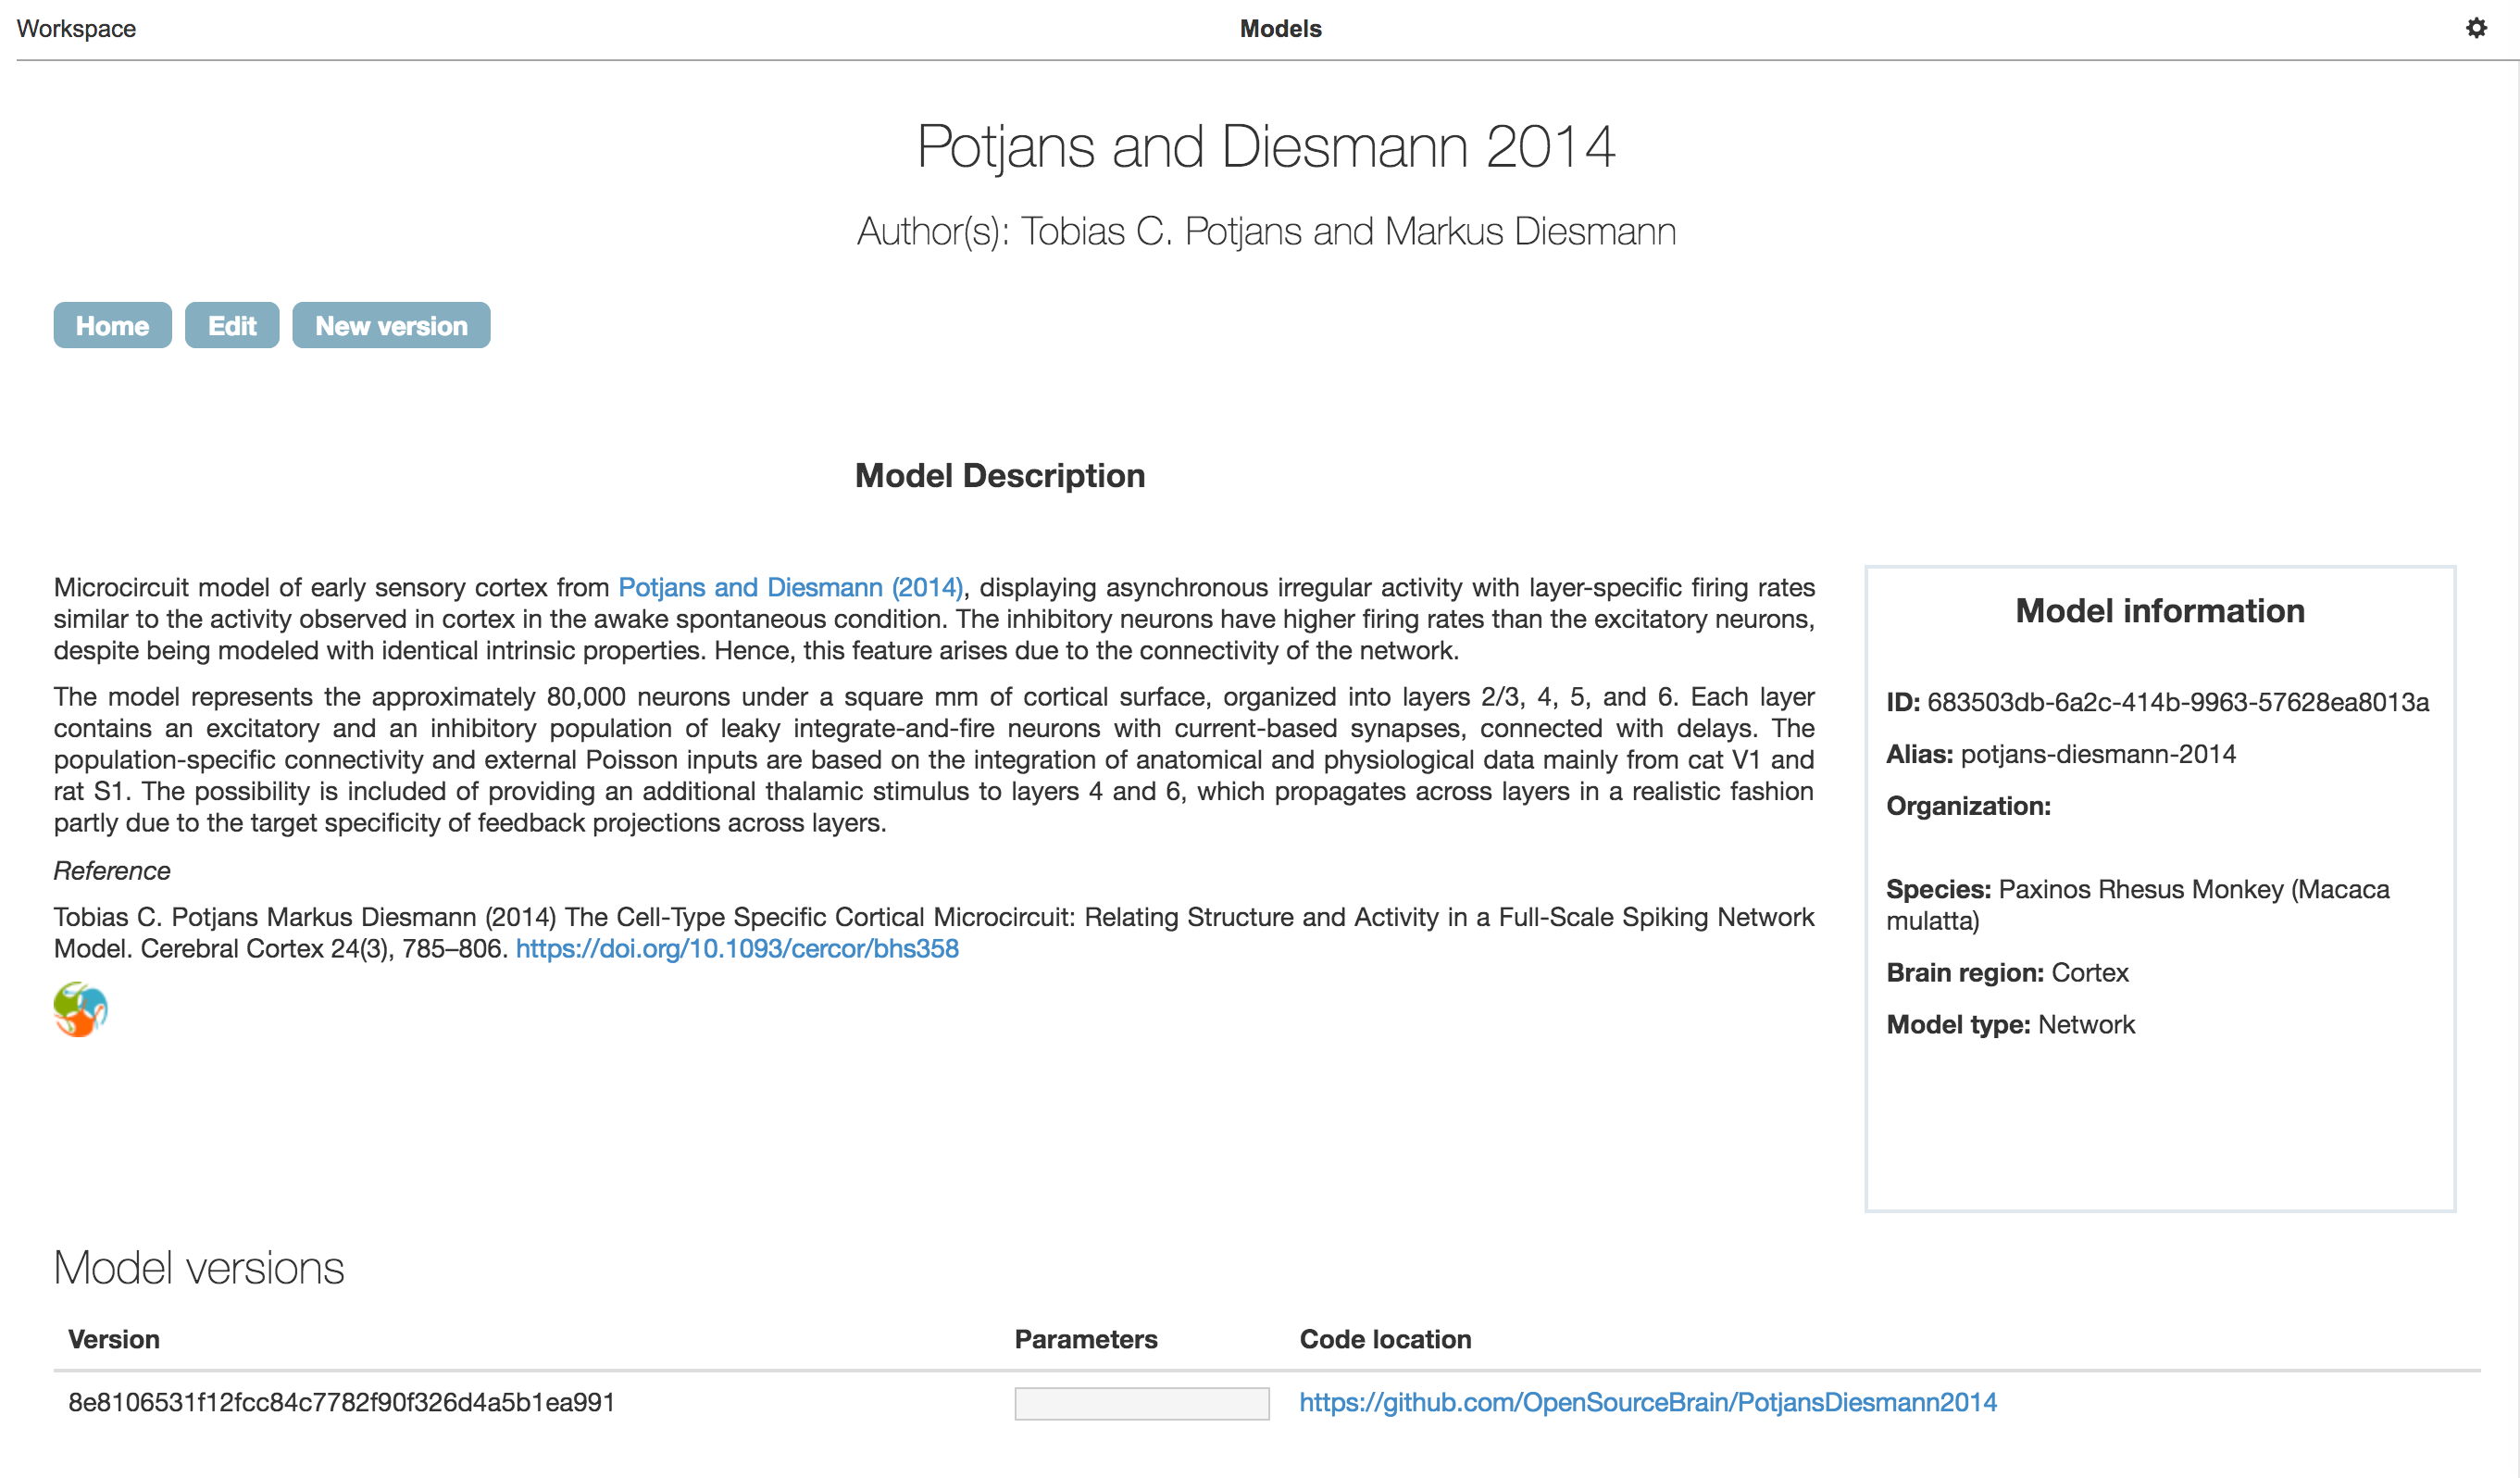 Workspace
Models
Potjans and Diesmann 2014
Author(s): Tobias C. Potjans and Markus Diesmann
Home
Edit
New version
Model Description
Microcircuit model of early sensory cortex from Potjans and Diesmann (2014), displaying asynchronous irregular activity with layer-specific firing rates
similar to the activity observed in cortex in the awake spontaneous condition. The inhibitory neurons have higher firing rates than the excitatory neurons,
despite being modeled with identical intrinsic properties. Hence, this feature arises due to the connectivity of the network.
The model represents the approximately 80,000 neurons under a square mm of cortical surface, organized into layers 2/3, 4, 5, and 6. Each layer
contains an excitatory and an inhibitory population of leaky integrate-and-fire neurons with current-based synapses, connected with delays. The
population-specific connectivity and external Poisson inputs are based on the integration of anatomical and physiological data mainly from cat V1 and
rat S1. The possibility is included of providing an additional thalamic stimulus to layers 4 and 6, which propagates across layers in a realistic fashion
partly due to the target specificity of feedback projections across layers.
Reference
Tobias C. Potjans Markus Diesmann (2014) The Cell-Type Specific Cortical Microcircuit: Relating Structure and Activity in a Full-Scale Spiking Network
Model. Cerebral Cortex 24(3), 785–806. https://doi.org/10.1093/cercor/bhs358
Model information
ID: 683503db-6a2c-414b-9963-57628ea8013a
Alias: potjans-diesmann-2014
Organization:
Species: Paxinos Rhesus Monkey (Macaca
mulatta)
Brain region: Cortex
Model type: Network
Model versions
Version
Parameters
Code location
8e8106531f12fcc84c7782f90f326d4a5b1ea991
https://github.com/OpenSourceBrain/PotjansDiesmann2014